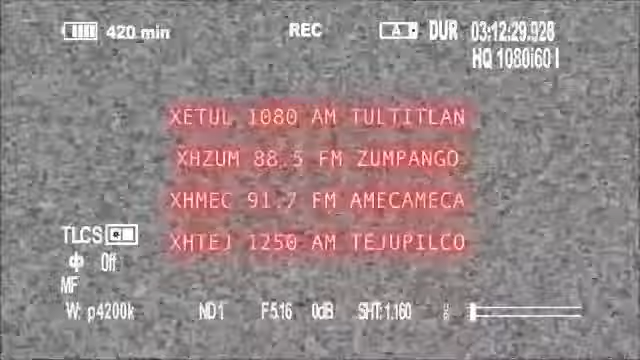 420 min REC A DUR 03:12:29.928
HQ 1080i60 I
XETUL 1080 AM TULTITLAN
XHZUM 88.5 FM ZUMPANGO
XHMEC 91.7 FM AMECAMECA
XHTEJ 1250 AM TEJUPILCO
TLCS
Off
MF
W: p4200k ND1 F5.16 0dB SHT: 1.160